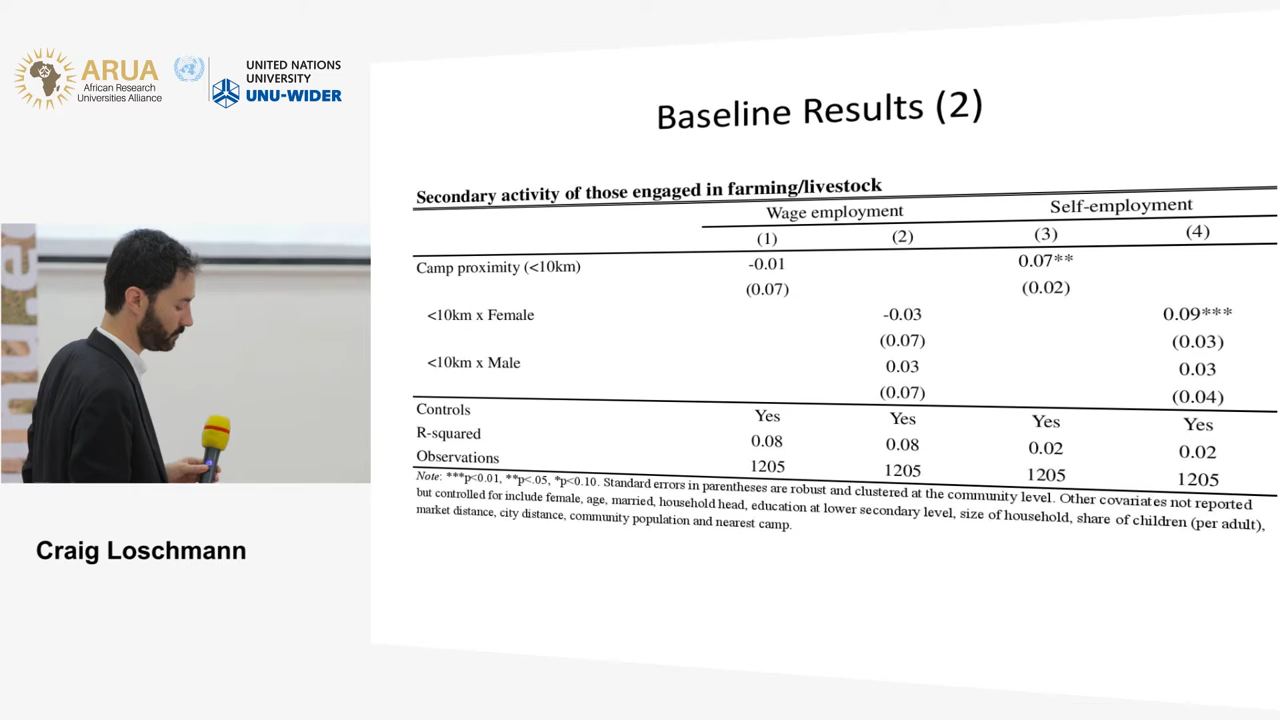 ARUA
African Research
Universities Alliance
UNITED NATIONS
UNIVERSITY
UNU-WIDER
Baseline Results (2)
Secondary activity of those engaged in farming/livestock
Wage employment Self-employment
(1) (2) (3) (4)
Camp proximity (<10km) -0.01 0.07**
(0.07) (0.02)
<10km x Female -0.03 0.09***
(0.07) (0.03)
<10km x Male 0.03 0.03
(0.07) (0.04)
Controls Yes Yes Yes Yes
R-squared 0.08 0.08 0.02 0.02
Observations 1205 1205 1205 1205
Note: ***p<0.01, **p<.05, *p<0.10. Standard errors in parentheses are robust and clustered at the community level. Other covariates not reported
but controlled for include female, age, married, household head, education at lower secondary level, size of household, share of children (per adult),
market distance, city distance, community population and nearest camp.
Craig Loschmann